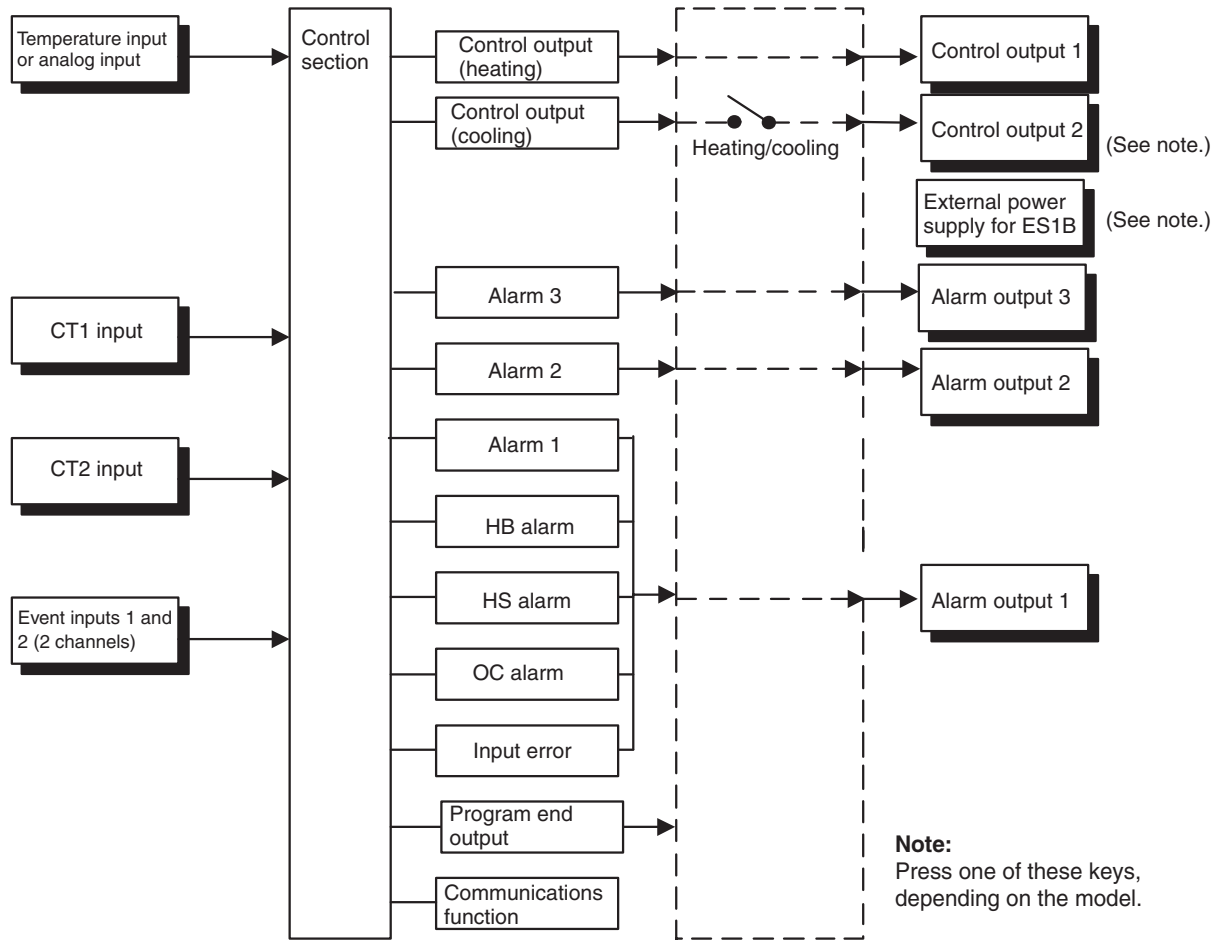 Temperature input
or analog input
Control
section
Control output
(heating)
Control output 1
Control output
(cooling)
Heating/cooling
Control output 2
(See note.)
External power
supply for ES1B
(See note.)
CT1 input
Alarm 3
Alarm output 3
Alarm 2
Alarm output 2
CT2 input
Alarm 1
HB alarm
Event inputs 1 and
2 (2 channels)
HS alarm
Alarm output 1
OC alarm
Input error
Program end
output
Communications
function
Note:
Press one of these keys,
depending on the model.